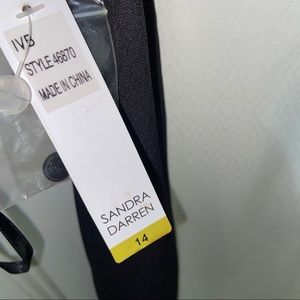 IVB
STYLE 46870
MADE IN CHINA
SANDRA
DARREN
14